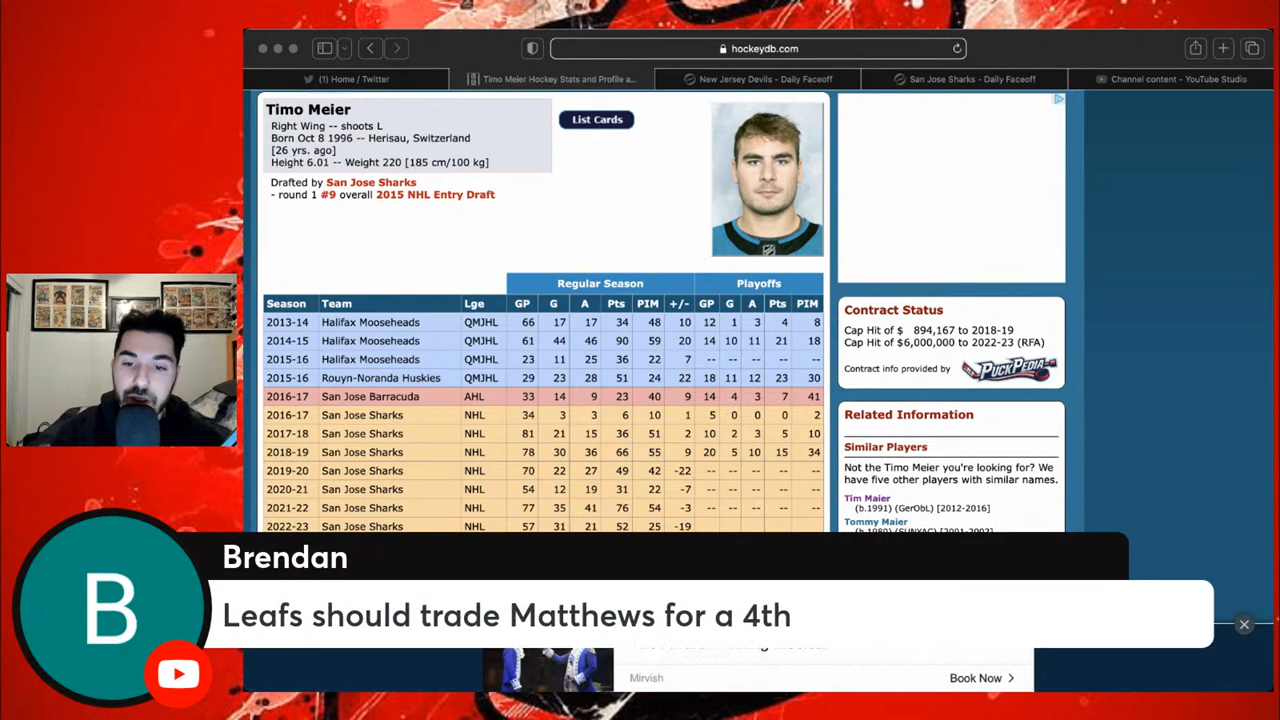 hockeydb.com
(1) Home / Twitter
Timo Meier Hockey Stats and Profile a...
New Jersey Devils - Daily Faceoff
San Jose Sharks - Daily Faceoff
Channel content - YouTube Studio
Timo Meier
Right Wing -- shoots L
Born Oct 8 1996 -- Herisau, Switzerland
[26 yrs. ago]
Height 6.01 -- Weight 220 [185 cm/100 kg]
List Cards
Drafted by San Jose Sharks
- round 1 #9 overall 2015 NHL Entry Draft
Regular Season Playoffs
Season Team Lge GP G A Pts PIM +/- GP G A Pts PIM
2013-14 Halifax Mooseheads QMJHL 66 17 17 34 48 10 12 1 3 4 8
2014-15 Halifax Mooseheads QMJHL 61 44 46 90 59 20 14 10 11 21 18
2015-16 Halifax Mooseheads QMJHL 23 11 25 36 22 7 -- -- -- -- --
2015-16 Rouyn-Noranda Huskies QMJHL 29 23 28 51 24 22 18 11 12 23 30
2016-17 San Jose Barracuda AHL 33 14 9 23 40 9 14 4 3 7 41
2016-17 San Jose Sharks NHL 34 3 3 6 10 1 5 0 0 0 2
2017-18 San Jose Sharks NHL 81 21 15 36 51 2 10 2 3 5 10
2018-19 San Jose Sharks NHL 78 30 36 66 55 9 20 5 10 15 34
2019-20 San Jose Sharks NHL 70 22 27 49 42 -22 -- -- -- -- --
2020-21 San Jose Sharks NHL 54 12 19 31 22 -7 -- -- -- -- --
2021-22 San Jose Sharks NHL 77 35 41 76 54 -3 -- -- -- -- --
2022-23 San Jose Sharks NHL 57 31 21 52 25 -19
Contract Status
Cap Hit of $ 894,167 to 2018-19
Cap Hit of $6,000,000 to 2022-23 (RFA)
Contract info provided by PUCKPEDIA
Related Information
Similar Players
Not the Timo Meier you're looking for? We
have five other players with similar names.
Tim Maier
(b.1991) (GerObL) [2012-2016]
Tommy Maier
B
Brendan
Leafs should trade Matthews for a 4th
Mirvish
Book Now